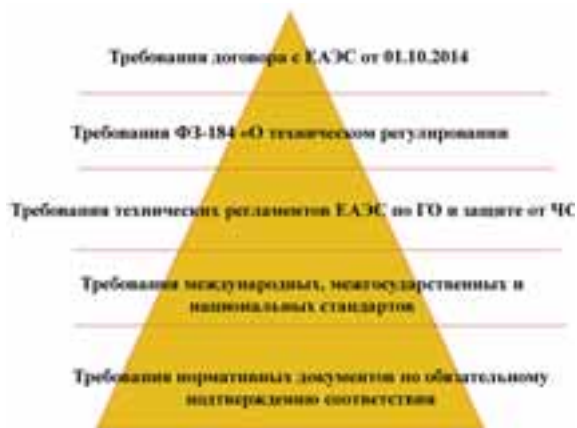 Требования договора с ЕАЭС от 01.10.2014
Требования ФЗ-184 «О техническом регулировании
Требования технических регламентов ЕАЭС по ГО и защите от ЧС
Требования международных, межгосударственных и
национальных стандартов
Требования нормативных документов по обязательному
подтверждению соответствия